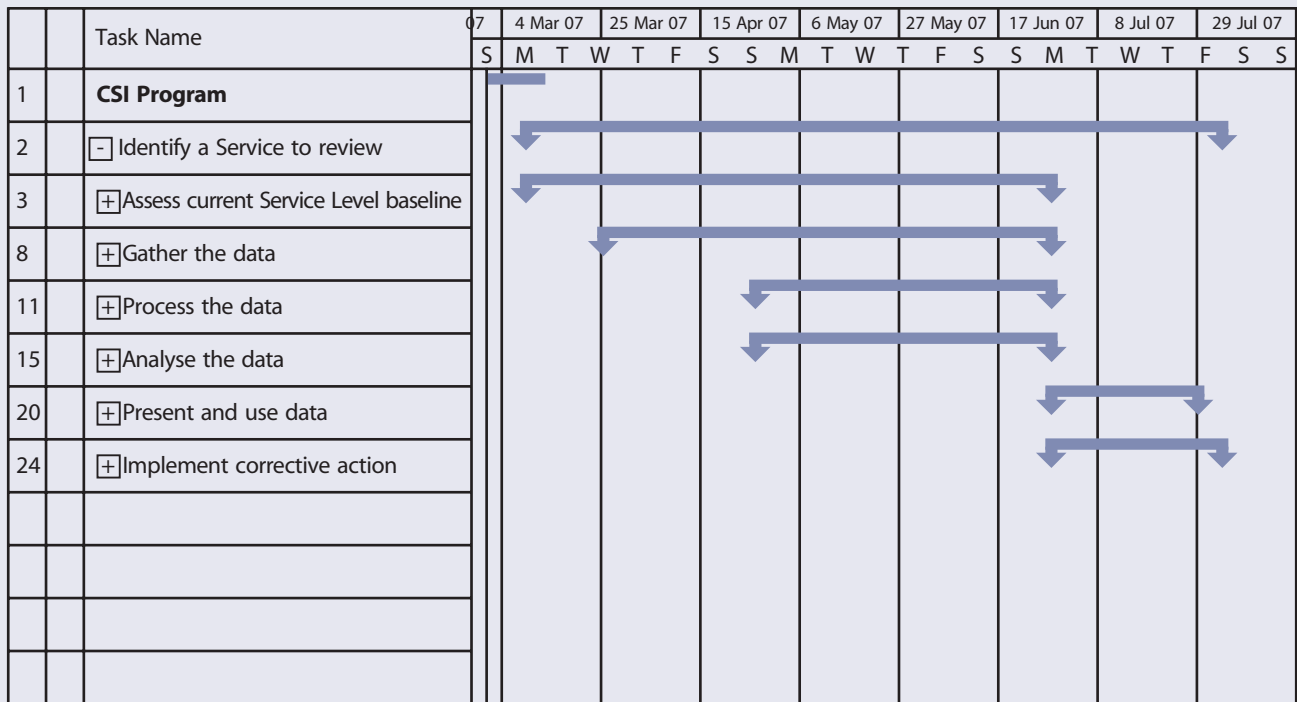 Task Name
07 4 Mar 07 25 Mar 07 15 Apr 07 6 May 07 27 May 07 17 Jun 07 8 Jul 07 29 Jul 07
S M T W T F S S M T W T F S S M T W T F S S
1 CSI Program
2 - Identify a Service to review
3 + Assess current Service Level baseline
8 + Gather the data
11 + Process the data
15 + Analyse the data
20 + Present and use data
24 + Implement corrective action